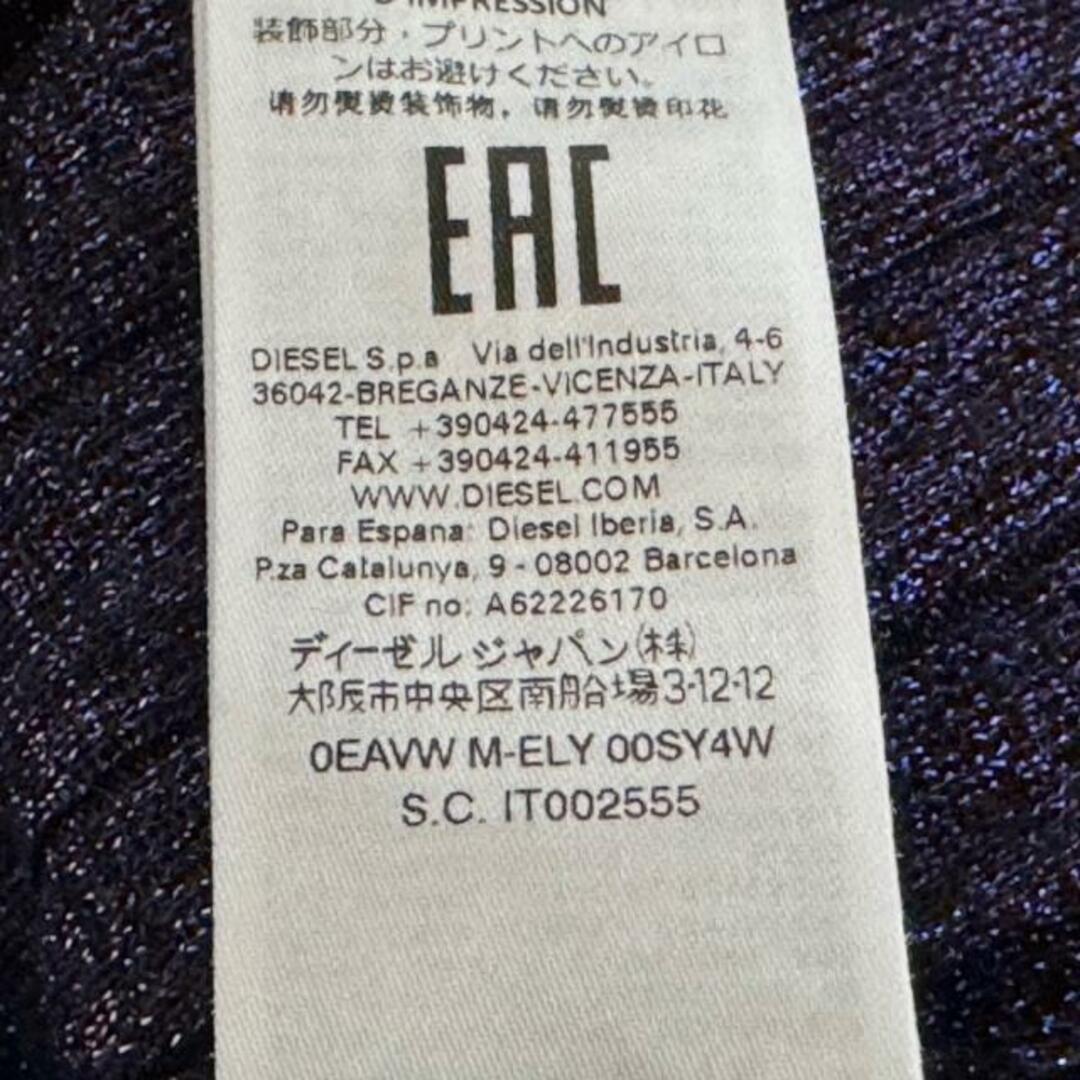 D'IMPRESSION
装飾部分・プリントへのアイロ
ンはお避けください。
请勿熨烫装饰物，请勿熨烫印花
EAC
DIESEL S.p.a Via dell'Industria, 4-6
36042-BREGANZE-VICENZA-ITALY
TEL +390424-477555
FAX +390424-411955
WWW.DIESEL.COM
Para Espana: Diesel Iberia, S.A.
P.za Catalunya, 9 - 08002 Barcelona
CIF no: A62226170
ディーゼル ジャパン(株)
大阪市中央区南船場3-12-12
0EAVW M-ELY 00SY4W
S.C. IT002555